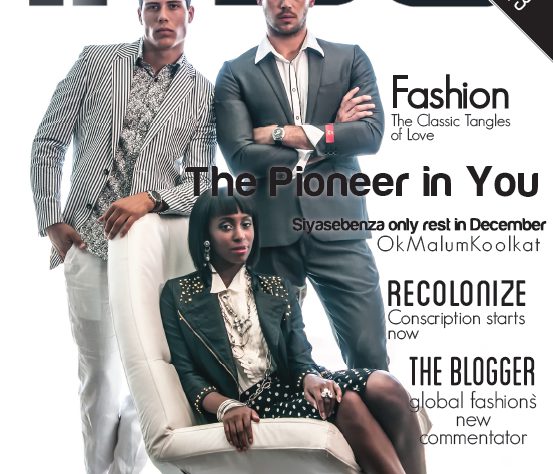 Fashion
The Classic Tangles
of Love
The Pioneer in You
Siyasebenza only rest in December
OkMalumKoolkat
RECOLONIZE
Conscription starts
now
THE BLOGGER
global fashions̀
new
commentator